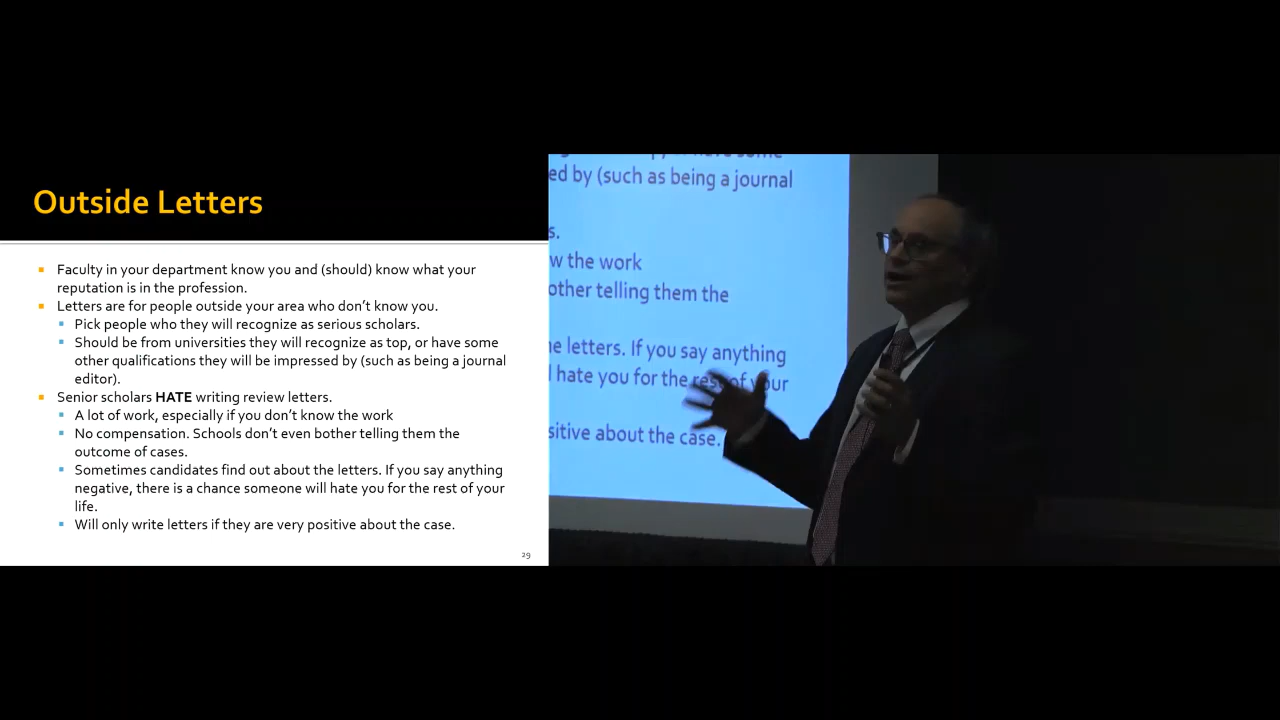 Outside Letters
Faculty in your department know you and (should) know what your
reputation is in the profession.
Letters are for people outside your area who don't know you.
Pick people who they will recognize as serious scholars.
Should be from universities they will recognize as top, or have some
other qualifications they will be impressed by (such as being a journal
editor).
Senior scholars HATE writing review letters.
A lot of work, especially if you don't know the work
No compensation. Schools don't even bother telling them the
outcome of cases.
Sometimes candidates find out about the letters. If you say anything
negative, there is a chance someone will hate you for the rest of your
life.
Will only write letters if they are very positive about the case.
29
ed by (such as being a journal
s.
w the work
other telling them the
e letters. If you say anything
l hate you for the rest of your
sitive about the case.